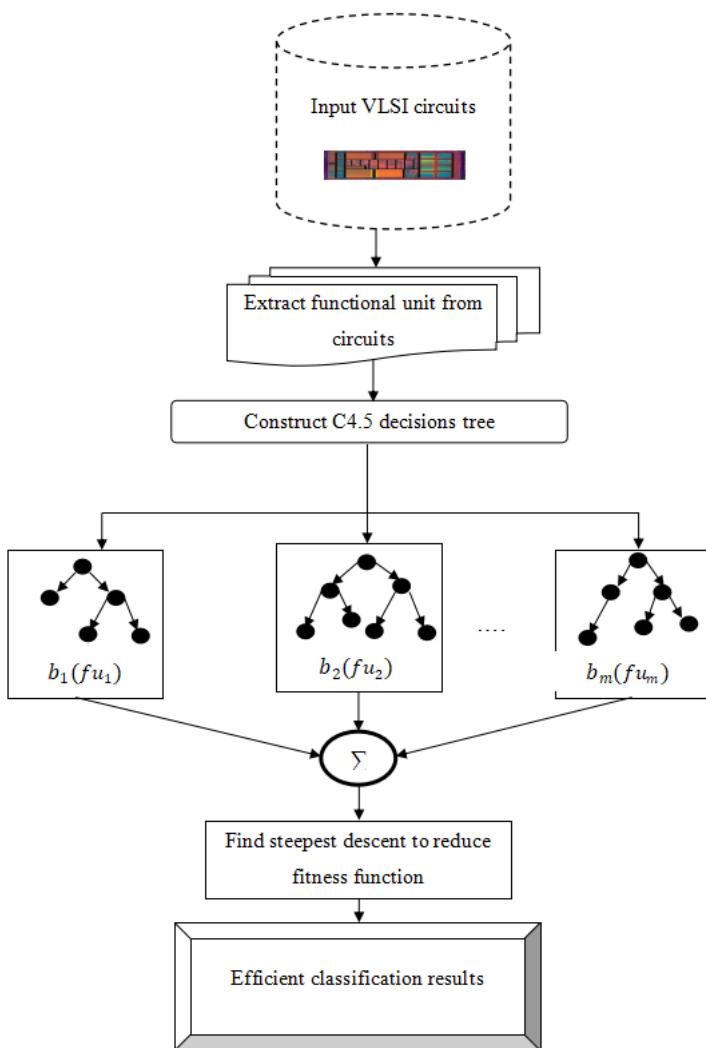 Input VLSI circuits
Extract functional unit from
circuits
Construct C4.5 decisions tree
b₁(fu₁)
b₂(fu₂)
....
bₘ(fuₘ)
∑
Find steepest descent to reduce
fitness function
Efficient classification results